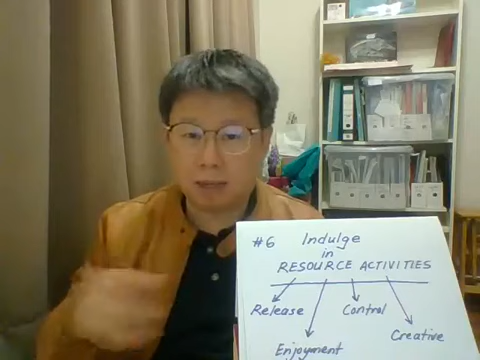 #6 Indulge
in
RESOURCE ACTIVITIES
Release
Control
Enjoyment
Creative